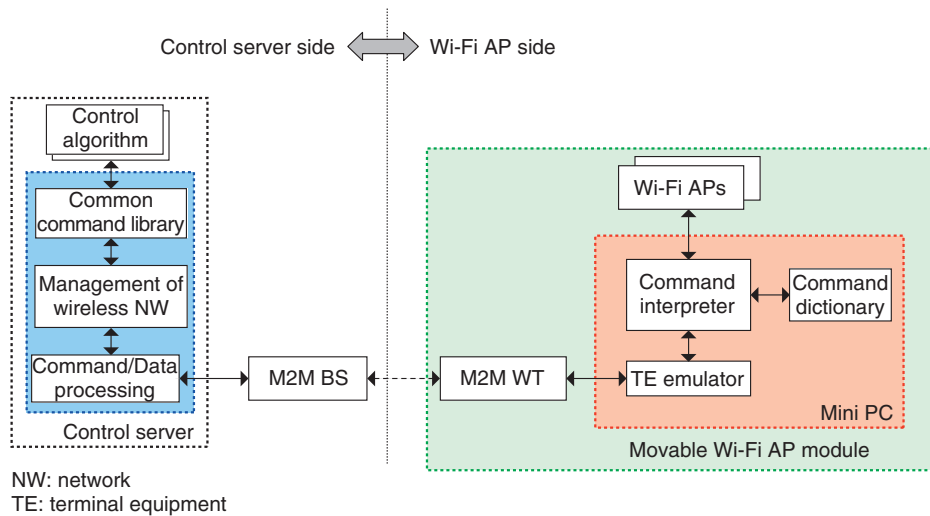 Control server side
Wi-Fi AP side
Control
algorithm
Common
command library
Management of
wireless NW
Command/Data
processing
Control server
M2M BS
M2M WT
Wi-Fi APs
Command
interpreter
Command
dictionary
TE emulator
Mini PC
Movable Wi-Fi AP module
NW: network
TE: terminal equipment